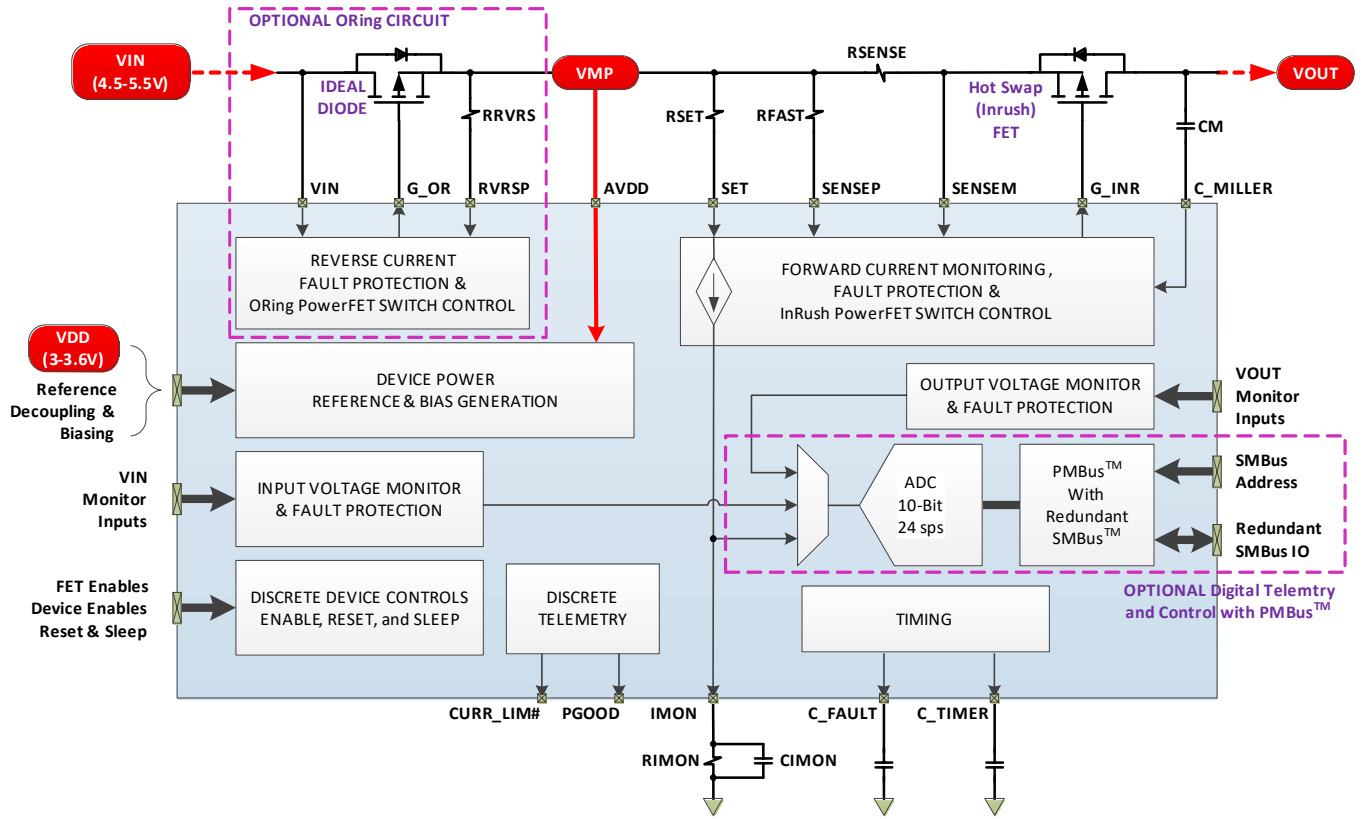 OPTIONAL ORing CIRCUIT
VIN
(4.5-5.5V)
IDEAL
DIODE
RRVRS
VMP
RSET
RFAST
RSENSE
Hot Swap
(Inrush)
FET
CM
VOUT
VIN
G_OR
RVRSP
AVDD
SET
SENSEP
SENSEM
G_INR
C_MILLER
REVERSE CURRENT
FAULT PROTECTION &
ORing PowerFET SWITCH CONTROL
FORWARD CURRENT MONITORING,
FAULT PROTECTION &
InRush PowerFET SWITCH CONTROL
VDD
(3-3.6V)
Reference
Decoupling &
Biasing
DEVICE POWER
REFERENCE & BIAS GENERATION
OUTPUT VOLTAGE MONITOR
& FAULT PROTECTION
VOUT
Monitor
Inputs
VIN
Monitor
Inputs
INPUT VOLTAGE MONITOR
& FAULT PROTECTION
ADC
10-Bit
24 sps
PMBus™
With
Redundant
SMBus™
SMBus
Address
Redundant
SMBus IO
FET Enables
Device Enables
Reset & Sleep
DISCRETE DEVICE CONTROLS
ENABLE, RESET, and SLEEP
DISCRETE
TELEMETRY
TIMING
OPTIONAL Digital Telemtry
and Control with PMBus™
CURR_LIM#
PGOOD
IMON
C_FAULT
C_TIMER
RIMON
CIMON